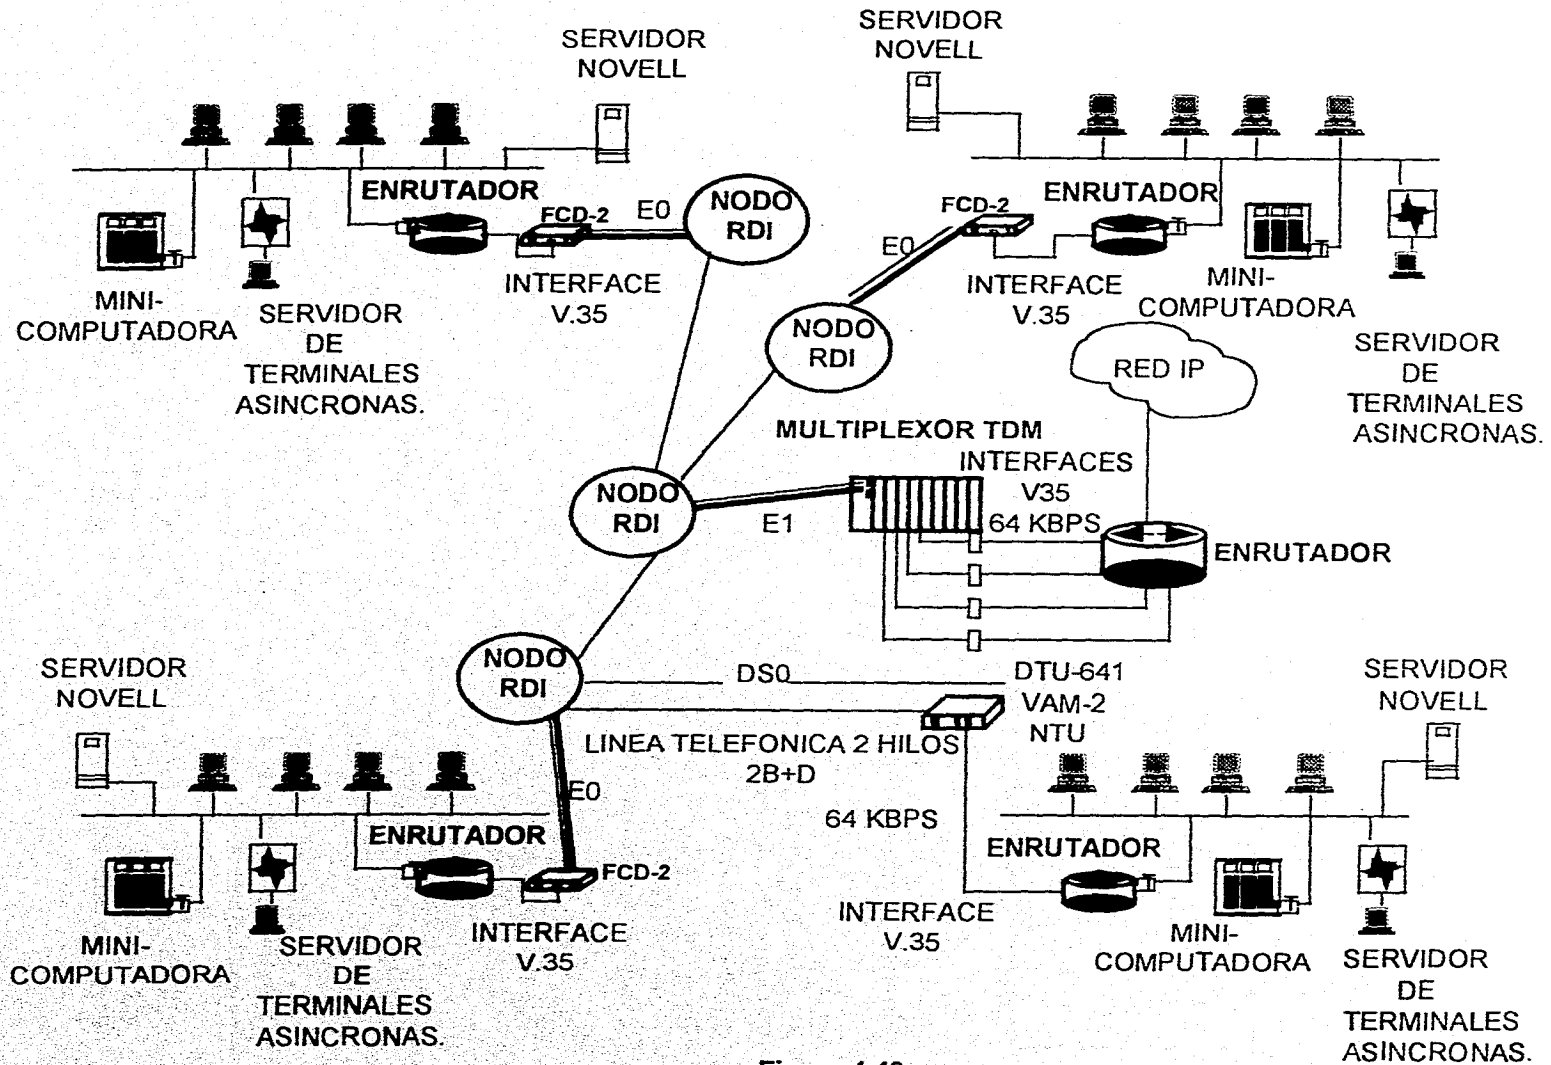 SERVIDOR
NOVELL
SERVIDOR
NOVELL
ENRUTADOR
FCD-2
E0
NODO
RDI
INTERFACE
V.35
MINI-
COMPUTADORA
SERVIDOR
DE
TERMINALES
ASINCRONAS.
FCD-2
E0
ENRUTADOR
INTERFACE
V.35
MINI-
COMPUTADORA
SERVIDOR
DE
TERMINALES
ASINCRONAS.
NODO
RDI
RED IP
MULTIPLEXOR TDM
INTERFACES
V35
64 KBPS
NODO
RDI
E1
ENRUTADOR
NODO
RDI
DS0
DTU-641
VAM-2
NTU
LINEA TELEFONICA 2 HILOS
2B+D
64 KBPS
SERVIDOR
NOVELL
E0
ENRUTADOR
FCD-2
INTERFACE
V.35
MINI-
COMPUTADORA
SERVIDOR
DE
TERMINALES
ASINCRONAS.
SERVIDOR
NOVELL
ENRUTADOR
INTERFACE
V.35
MINI-
COMPUTADORA
SERVIDOR
DE
TERMINALES
ASINCRONAS.